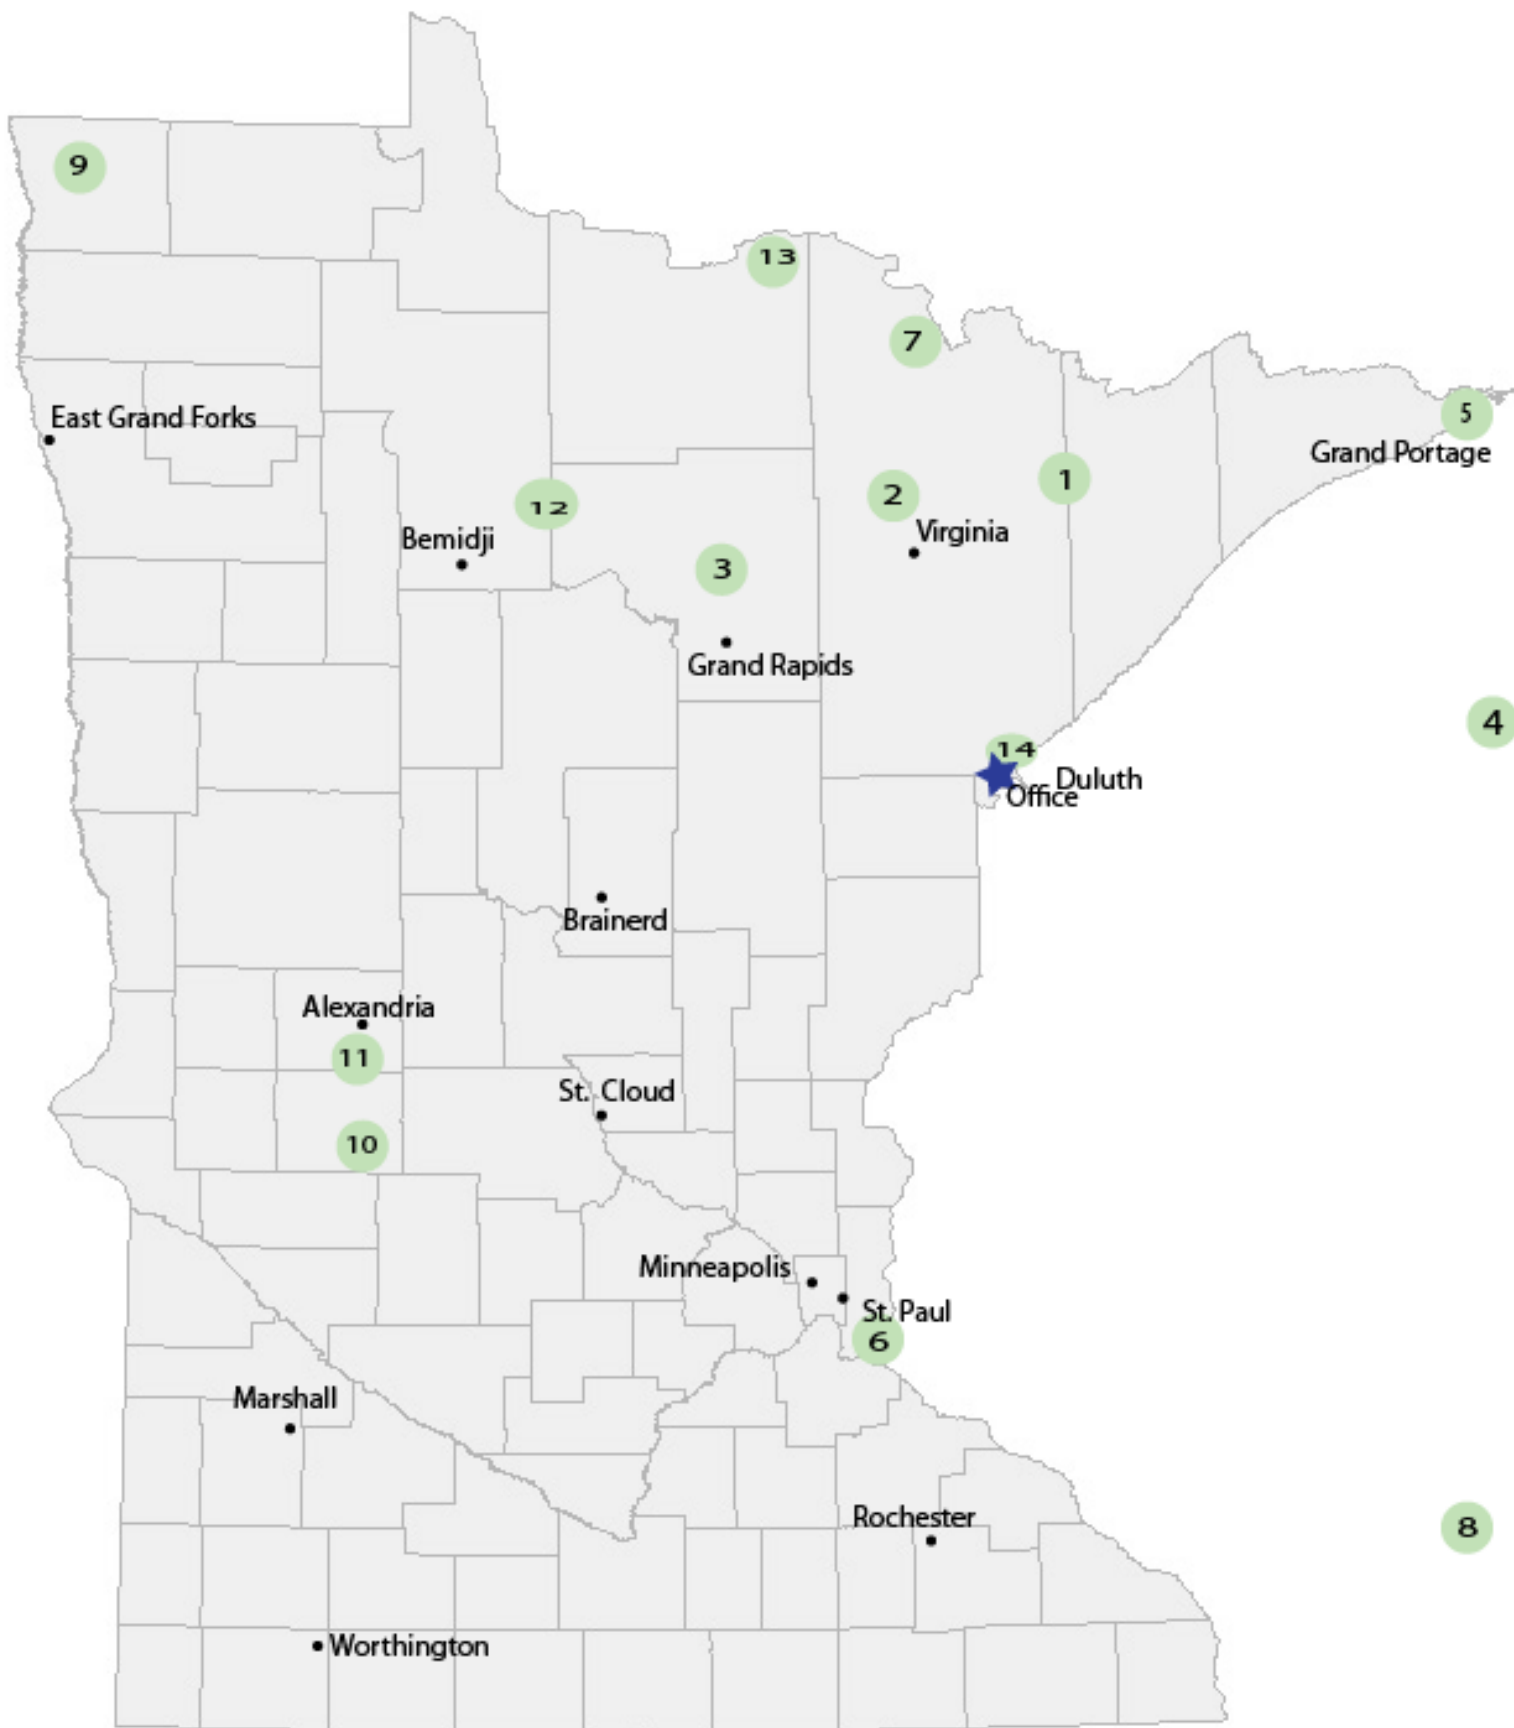 9
13
7
East Grand Forks
5
Grand Portage
1
2
12
Virginia
Bemidji
3
Grand Rapids
4
14
Duluth
Office
Brainerd
Alexandria
11
St. Cloud
10
Minneapolis
St. Paul
6
Marshall
Rochester
8
Worthington